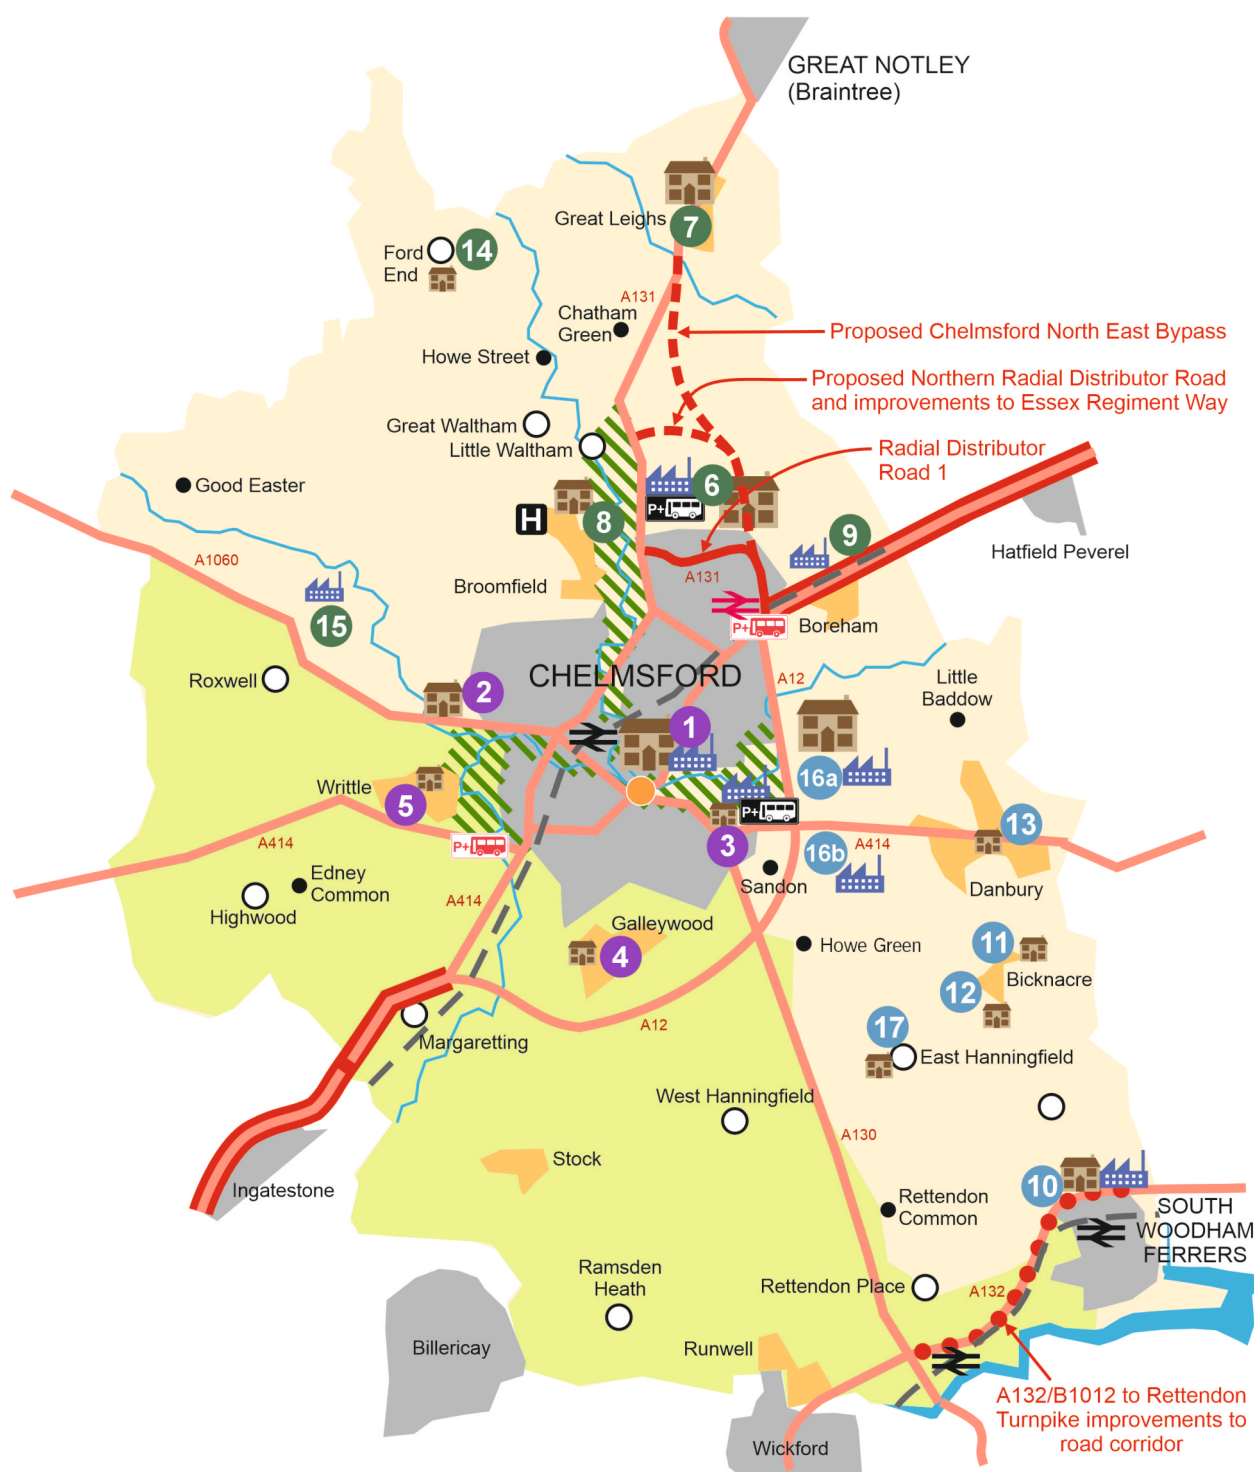 GREAT NOTLEY
(Braintree)
Great Leighs
7
Ford
End
14
A131
Chatham
Green
Proposed Chelmsford North East Bypass
Howe Street
Proposed Northern Radial Distributor Road
and improvements to Essex Regiment Way
Great Waltham
Little Waltham
Radial Distributor
Road 1
Good Easter
6
P+
H
8
9
Hatfield Peverel
A1060
A131
Broomfield
15
P+
Boreham
Roxwell
CHELMSFORD
A12
Little
Baddow
2
1
16a
Writtle
5
P+
13
3
16b
A414
A414
P+
Edney
Common
Sandon
Danbury
Highwood
A414
Galleywood
4
Howe Green
11
Bicknacre
12
A12
Margaretting
17
East Hanningfield
West Hanningfield
A130
Stock
Ingatestone
10
Rettendon
Common
SOUTH
WOODHAM
FERRERS
Ramsden
Heath
Rettendon Place
A132
Billericay
Runwell
A132/B1012 to Rettendon
Turnpike improvements to
road corridor
Wickford